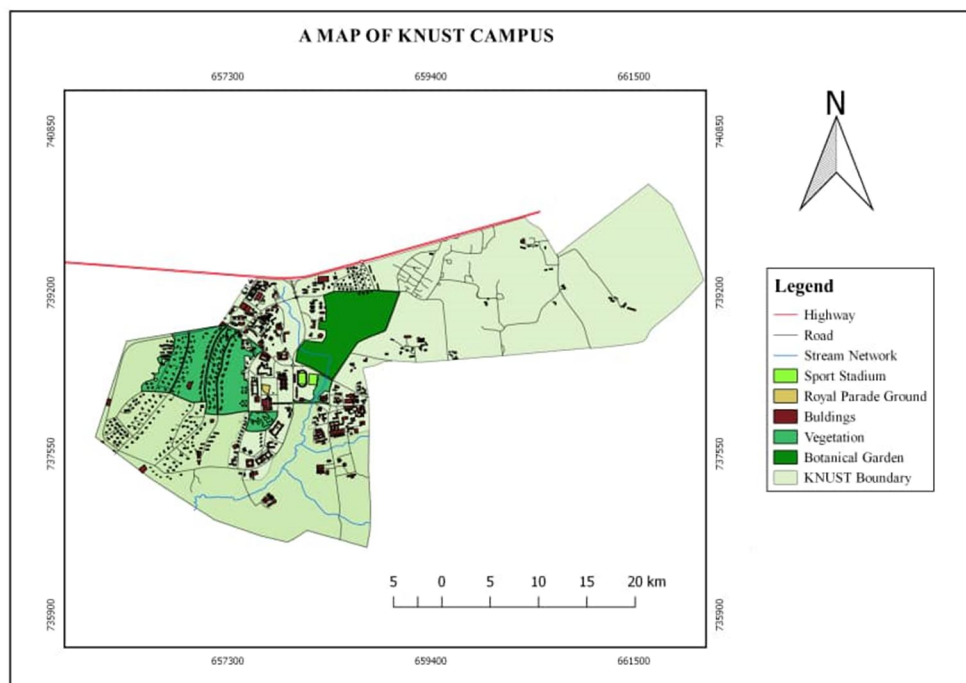 A MAP OF KNUST CAMPUS
657300 659400 661500
740850 740850
N
739200 739200
Legend
Highway
Road
Stream Network
Sport Stadium
Royal Parade Ground
Buldings
Vegetation
Botanical Garden
KNUST Boundary
737550 737550
5 0 5 10 15 20 km
735900 735900
657300 659400 661500